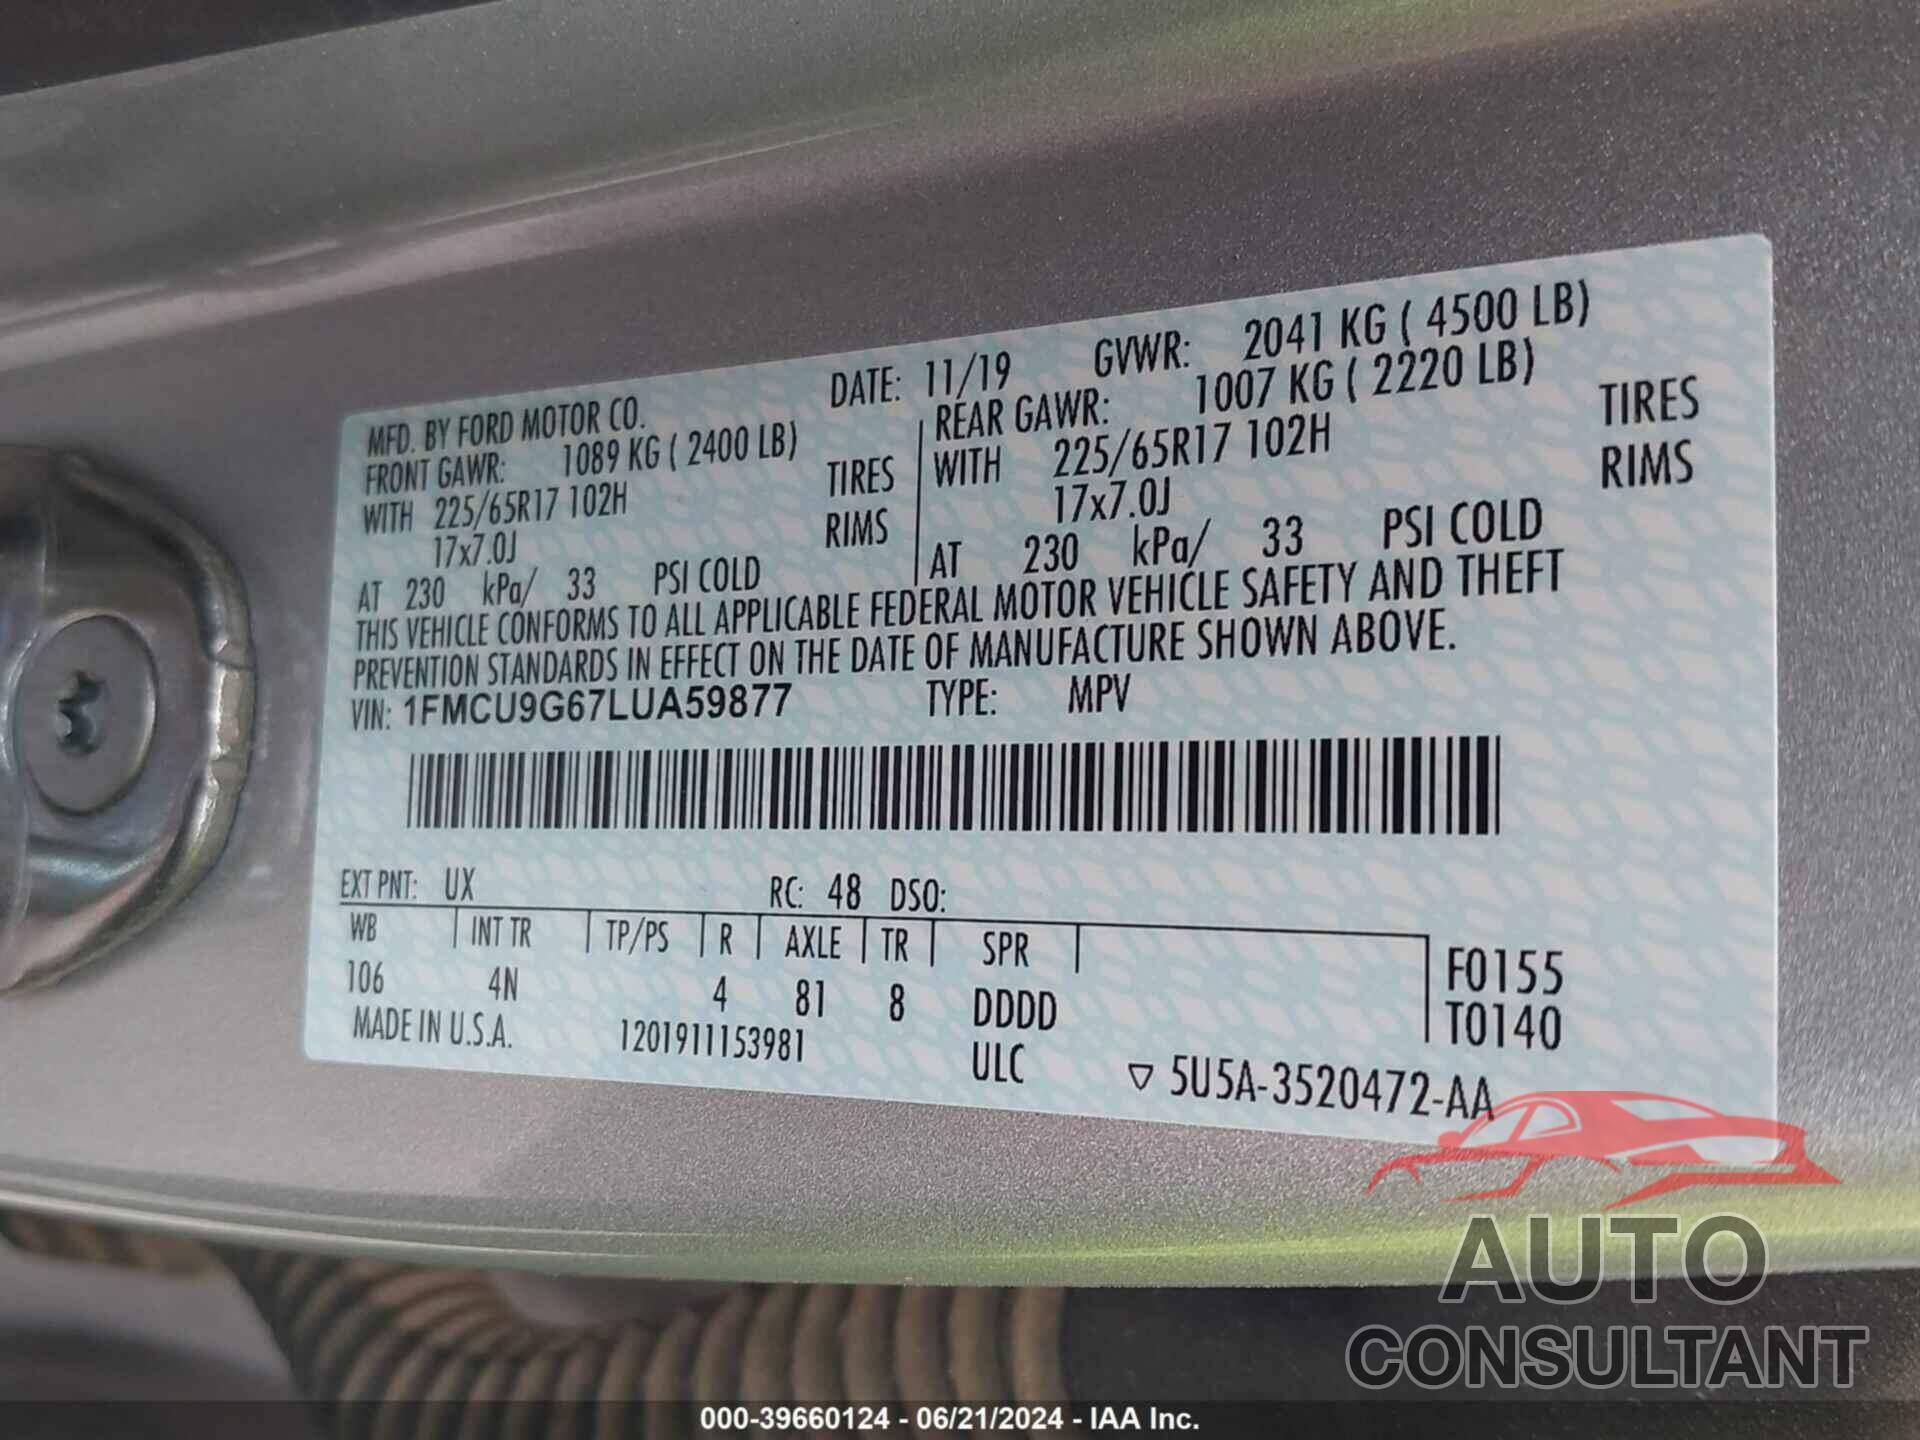 MFD. BY FORD MOTOR CO. DATE: 11/19 GVWR: 2041 KG ( 4500 LB)
FRONT GAWR: 1089 KG ( 2400 LB) REAR GAWR: 1007 KG ( 2220 LB)
WITH 225/65R17 102H TIRES WITH 225/65R17 102H TIRES
17x7.0J RIMS 17x7.0J RIMS
AT 230 kPa/ 33 PSI COLD AT 230 kPa/ 33 PSI COLD
THIS VEHICLE CONFORMS TO ALL APPLICABLE FEDERAL MOTOR VEHICLE SAFETY AND THEFT
PREVENTION STANDARDS IN EFFECT ON THE DATE OF MANUFACTURE SHOWN ABOVE.
VIN: 1FMCU9G67LUA59877 TYPE: MPV
EXT PNT: UX RC: 48 DSO:
WB INT TR TP/PS R AXLE TR SPR
106 4N 4 81 8 DDDD
F0155
T0140
MADE IN U.S.A. 1201911153981 ULC
▽ 5U5A-3520472-AA
AUTO
CONSULTANT
000-39660124 - 06/21/2024 - IAA Inc.